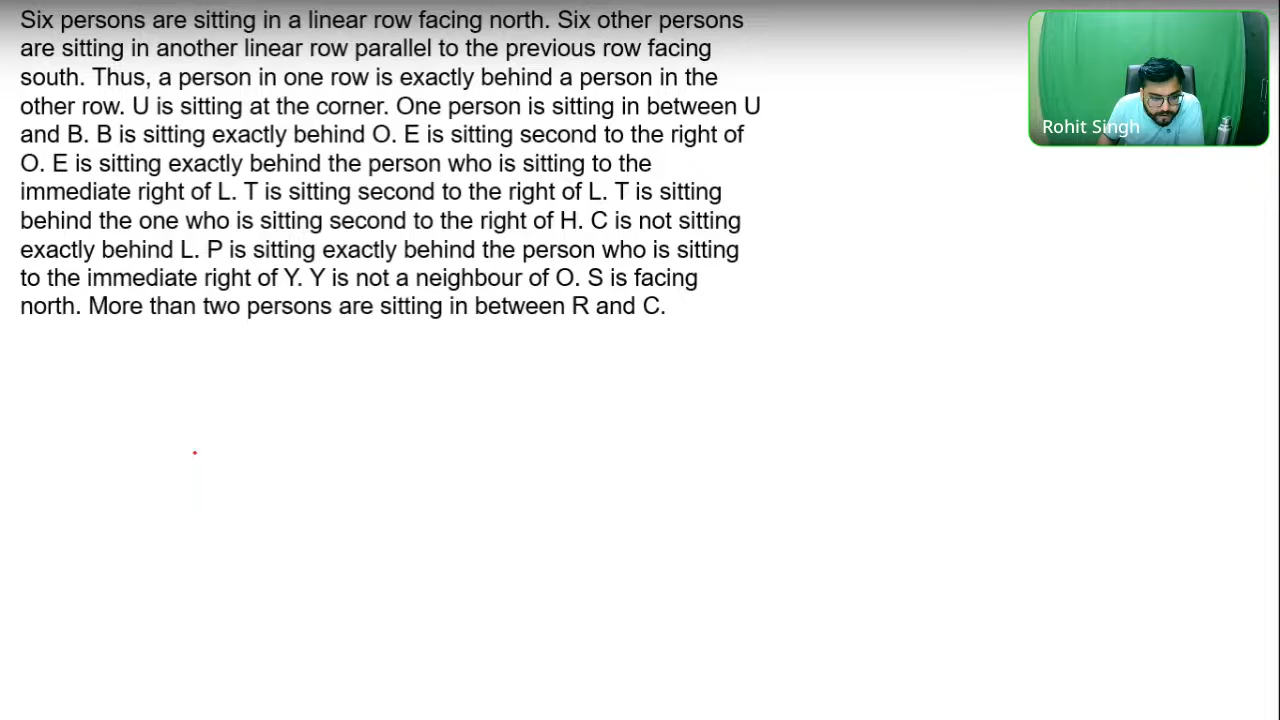 Six persons are sitting in a linear row facing north. Six other persons
are sitting in another linear row parallel to the previous row facing
south. Thus, a person in one row is exactly behind a person in the
other row. U is sitting at the corner. One person is sitting in between U
and B. B is sitting exactly behind O. E is sitting second to the right of
O. E is sitting exactly behind the person who is sitting to the
immediate right of L. T is sitting second to the right of L. T is sitting
behind the one who is sitting second to the right of H. C is not sitting
exactly behind L. P is sitting exactly behind the person who is sitting
to the immediate right of Y. Y is not a neighbour of O. S is facing
north. More than two persons are sitting in between R and C.
Rohit Singh